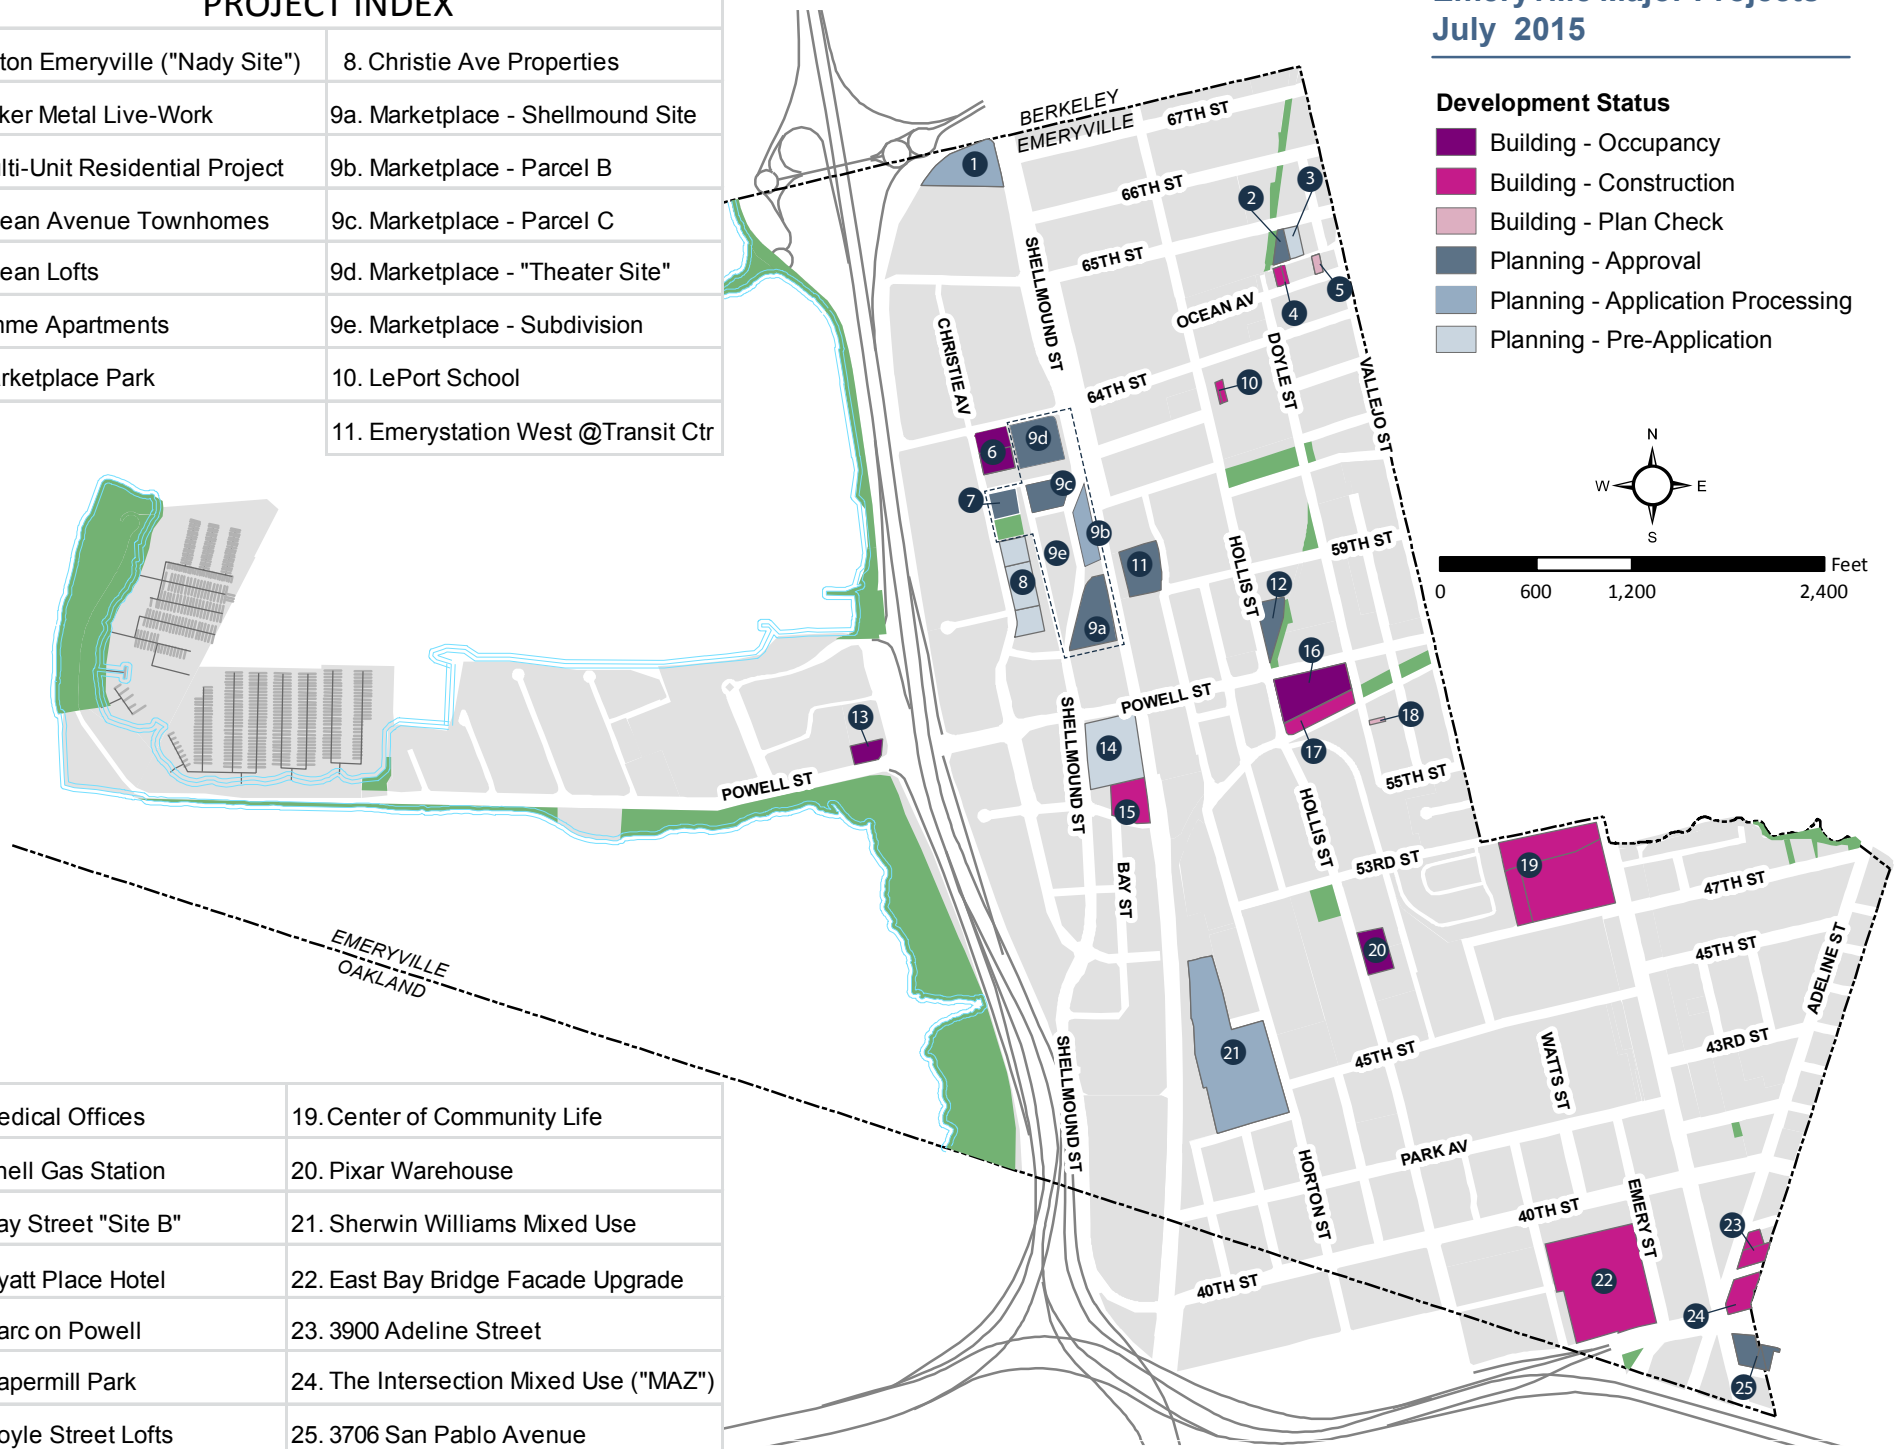 PROJECT INDEX
ton Emeryville ("Nady Site")
8. Christie Ave Properties
ker Metal Live-Work
9a. Marketplace - Shellmound Site
lti-Unit Residential Project
9b. Marketplace - Parcel B
ean Avenue Townhomes
9c. Marketplace - Parcel C
ean Lofts
9d. Marketplace - "Theater Site"
me Apartments
9e. Marketplace - Subdivision
rketplace Park
10. LePort School
11. Emerystation West @Transit Ctr
Emeryville Major Projects
July 2015
Development Status
Building - Occupancy
Building - Construction
Building - Plan Check
Planning - Approval
Planning - Application Processing
Planning - Pre-Application
N
W
E
S
Feet
0
600
1,200
2,400
BERKELEY
EMERYVILLE
67TH ST
1
66TH ST
2
3
SHELLMOUND ST
65TH ST
5
OCEAN AV
4
CHRISTIE AV
DOYLE ST
VALLEJO ST
64TH ST
10
6
9d
7
9c
9b
9e
11
HOLLIS ST
59TH ST
8
12
9a
16
POWELL ST
SHELLMOUND ST
13
14
18
17
POWELL ST
15
55TH ST
HOLLIS ST
53RD ST
19
BAY ST
47TH ST
20
45TH ST
ADELINE ST
EMERYVILLE
OAKLAND
21
45TH ST
WATTS ST
43RD ST
SHELLMOUND ST
HORTON ST
PARK AV
40TH ST
EMERY ST
23
22
40TH ST
24
25
edical Offices
19. Center of Community Life
hell Gas Station
20. Pixar Warehouse
ay Street "Site B"
21. Sherwin Williams Mixed Use
yatt Place Hotel
22. East Bay Bridge Facade Upgrade
arc on Powell
23. 3900 Adeline Street
apermill Park
24. The Intersection Mixed Use ("MAZ")
oyle Street Lofts
25. 3706 San Pablo Avenue